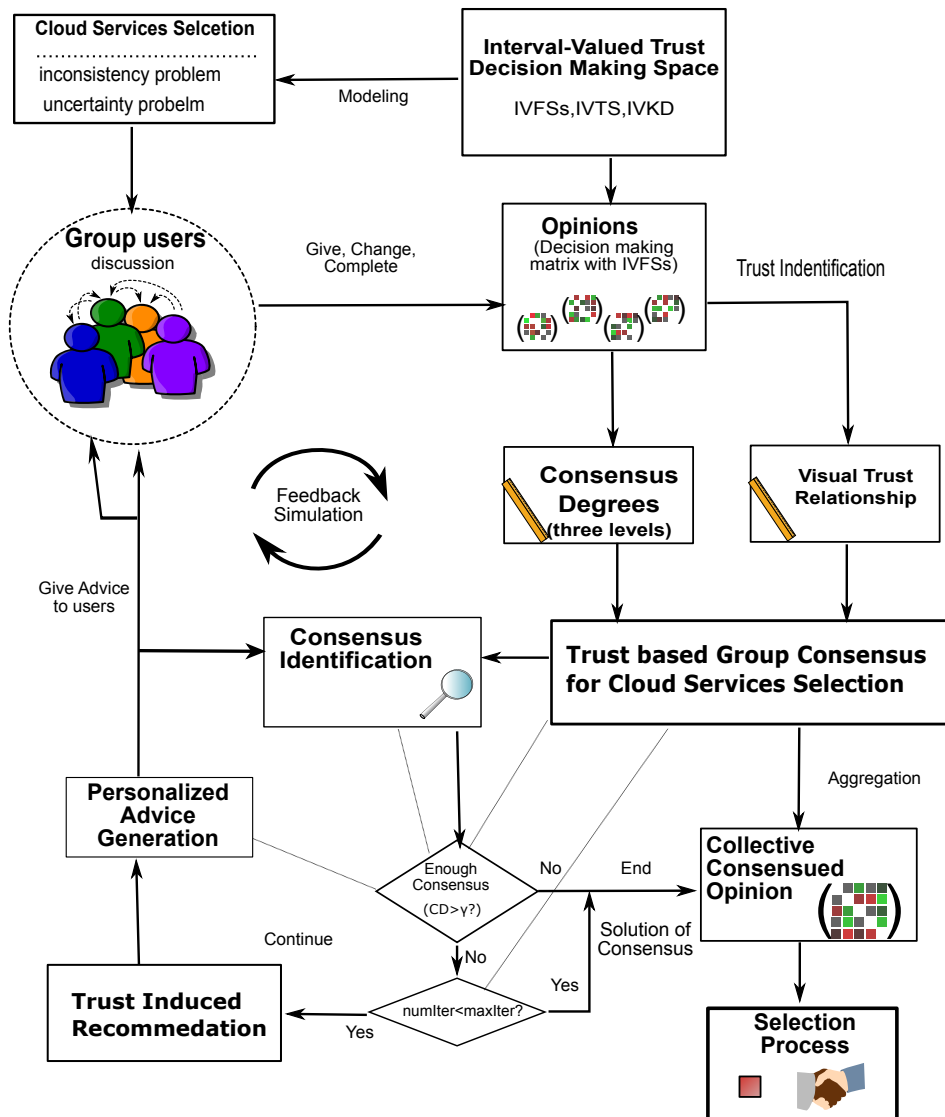 Cloud Services Selcetion
inconsistency problem
uncertainty probelm
Interval-Valued Trust
Decision Making Space
IVFSs,IVTS,IVKD
Modeling
Group users
discussion
Give, Change,
Complete
Opinions
(Decision making
matrix with IVFSs)
Trust Indentification
Consensus
Degrees
(three levels)
Visual Trust
Relationship
Feedback
Simulation
Give Advice
to users
Consensus
Identification
Trust based Group Consensus
for Cloud Services Selection
Aggregation
Personalized
Advice
Generation
Enough
Consensus
(CD>γ?)
No
End
Collective
Consensued
Opinion
Solution of
Consensus
Continue
No
Yes
Trust Induced
Recommedation
Yes
numIter<maxIter?
Selection
Process